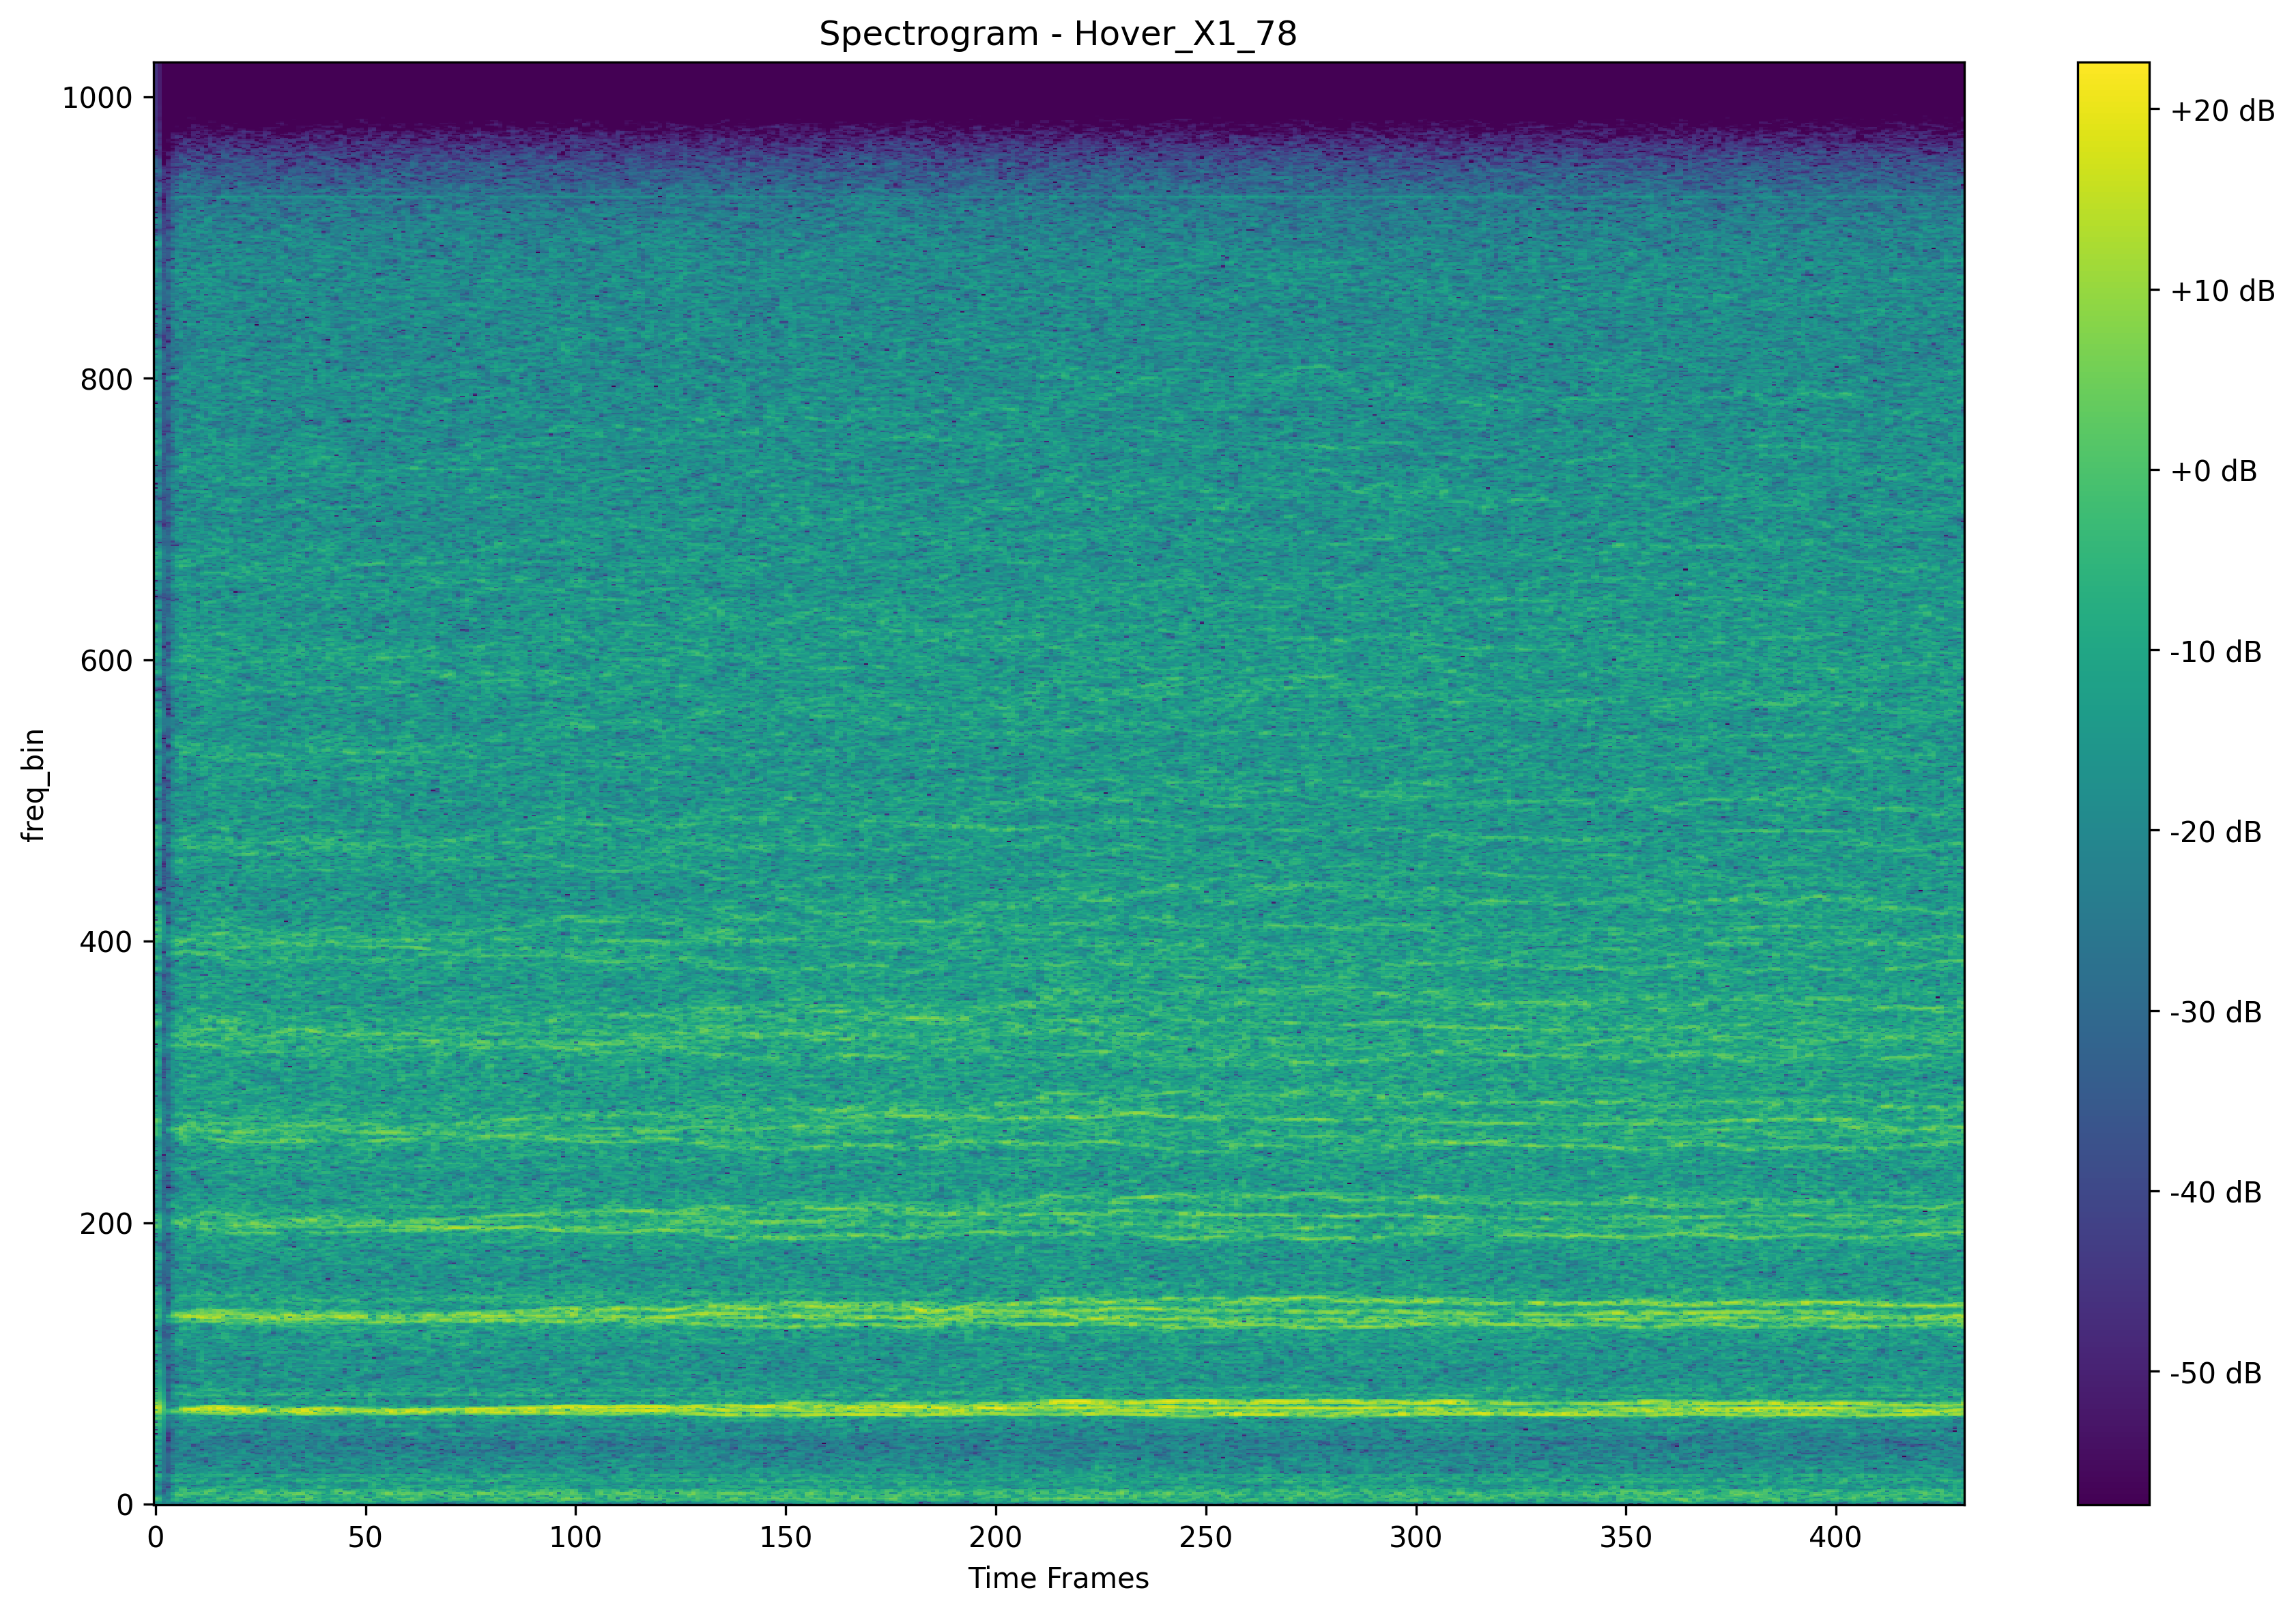 Spectrogram - Hover_X1_78
1000
800
600
400
200
0
freq_bin
0 50 100 150 200 250 300 350 400
Time Frames
+20 dB
+10 dB
+0 dB
-10 dB
-20 dB
-30 dB
-40 dB
-50 dB